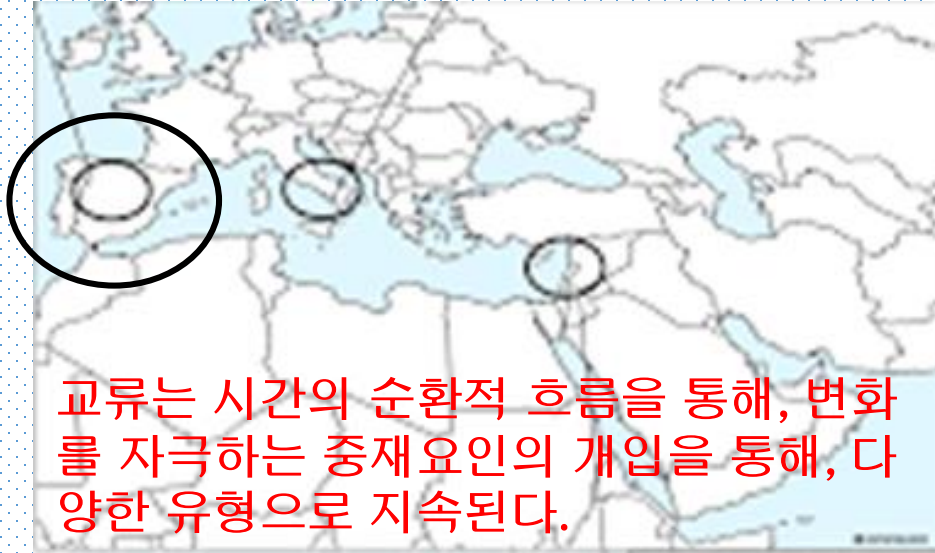 교류는 시간의 순환적 흐름을 통해, 변화
를 자극하는 중재요인의 개입을 통해, 다
양한 유형으로 지속된다.